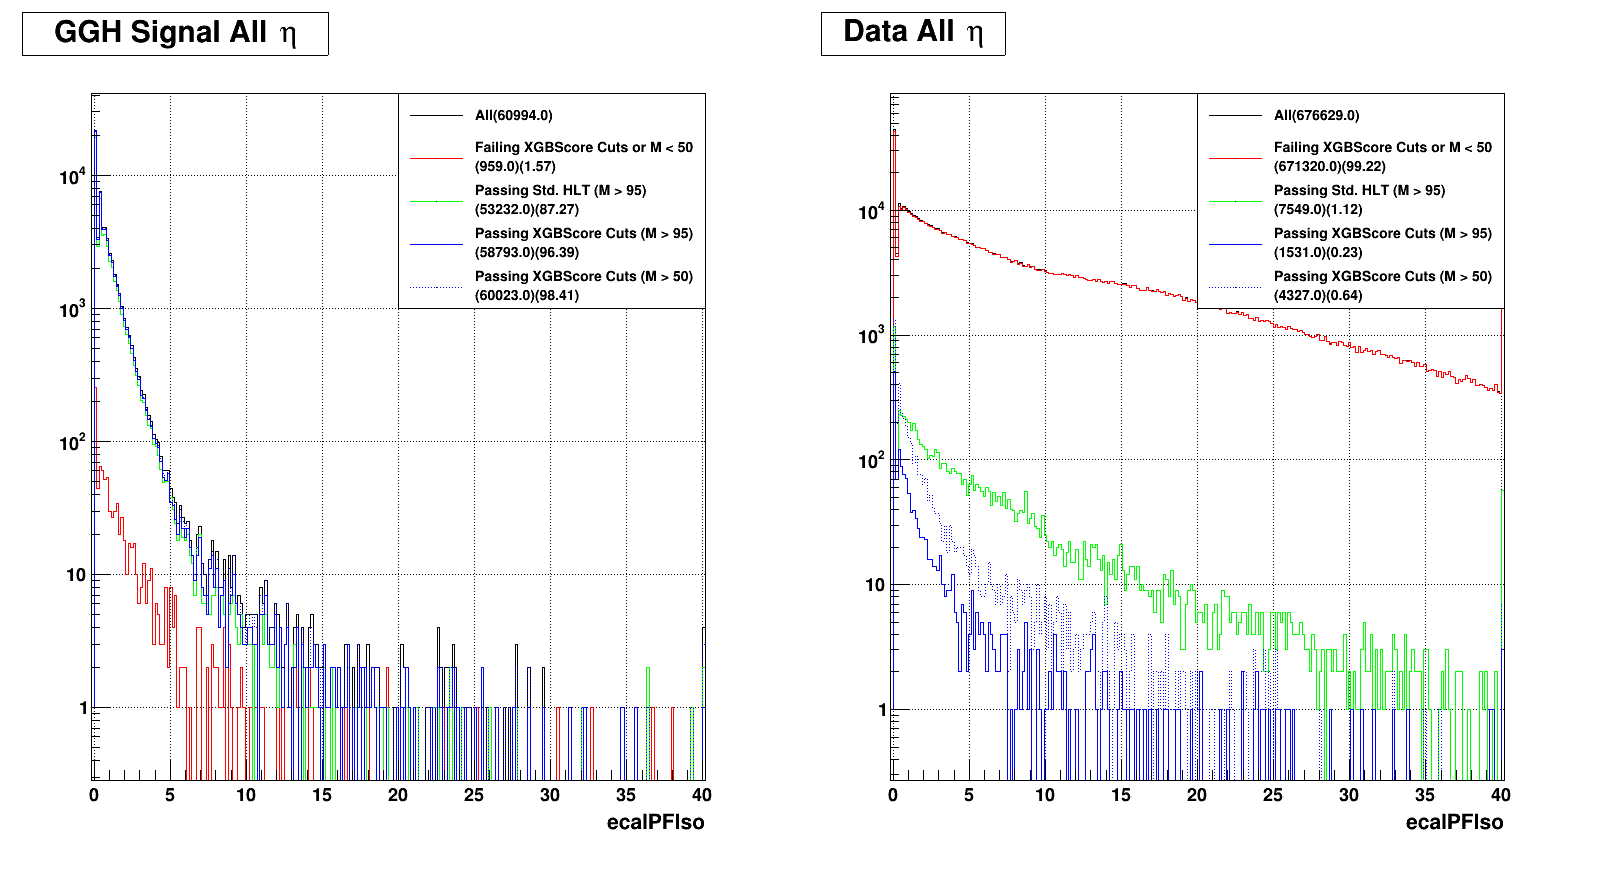 GGH Signal All η
All(60994.0)
Failing XGBScore Cuts or M < 50
(959.0)(1.57)
Passing Std. HLT (M > 95)
(53232.0)(87.27)
Passing XGBScore Cuts (M > 95)
(58793.0)(96.39)
Passing XGBScore Cuts (M > 50)
(60023.0)(98.41)
10^4
10^3
10^2
10
1
0 5 10 15 20 25 30 35 40
ecalPFIso
Data All η
All(676629.0)
Failing XGBScore Cuts or M < 50
(671320.0)(99.22)
Passing Std. HLT (M > 95)
(7549.0)(1.12)
Passing XGBScore Cuts (M > 95)
(1531.0)(0.23)
Passing XGBScore Cuts (M > 50)
(4327.0)(0.64)
10^4
10^3
10^2
10
1
0 5 10 15 20 25 30 35 40
ecalPFIso